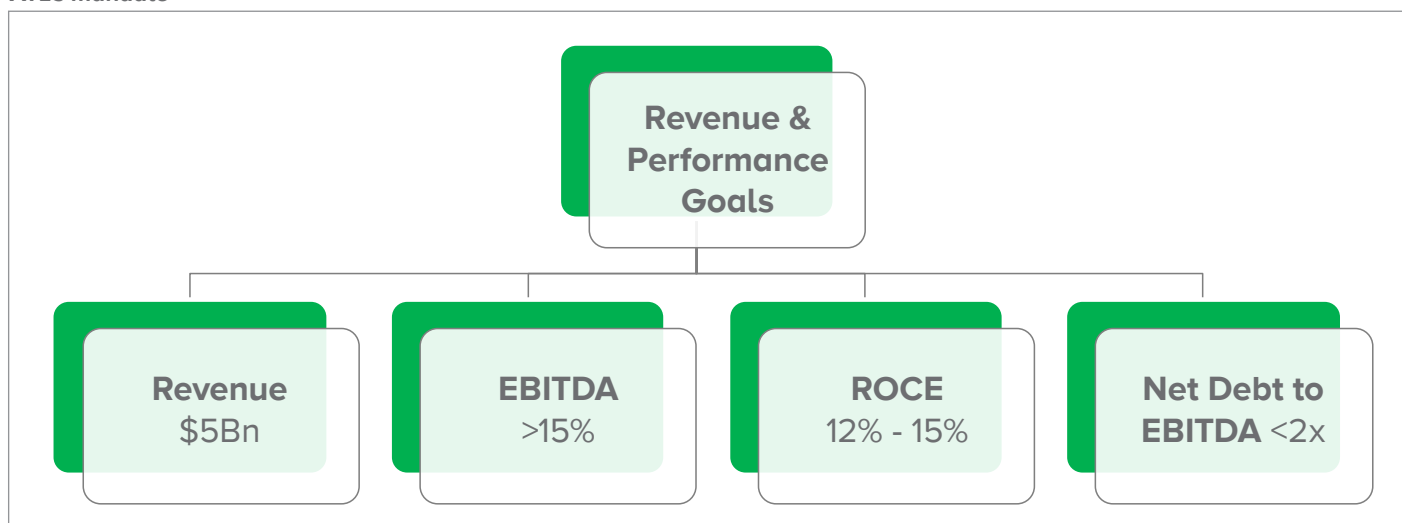 Revenue &
Performance
Goals
Revenue
$5Bn
EBITDA
>15%
ROCE
12% - 15%
Net Debt to
EBITDA <2x